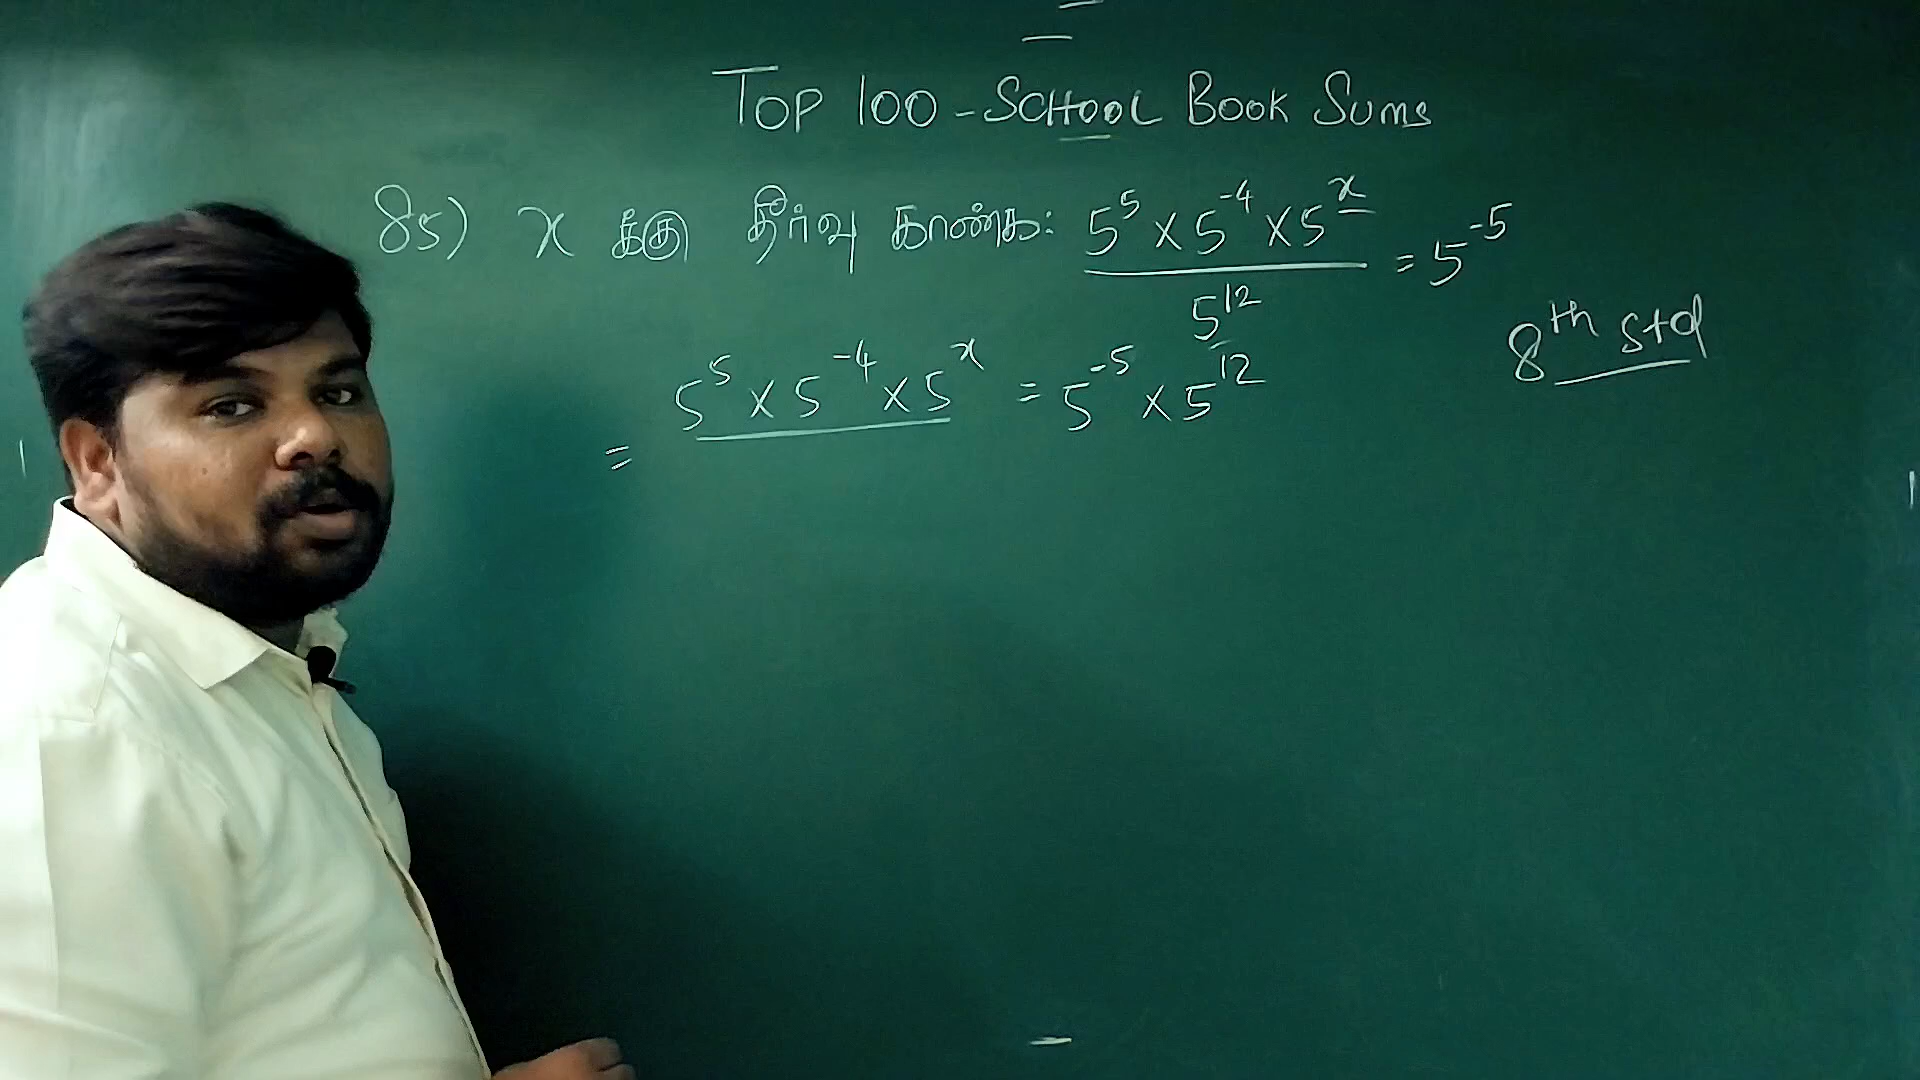 Top 100 - School Book Sums
85) x க்கு தீர்வு காண்க: (5^5 × 5^-4 × 5^x) / 5^12 = 5^-5
8th std
5^5 × 5^-4 × 5^x = 5^-5 × 5^12
=